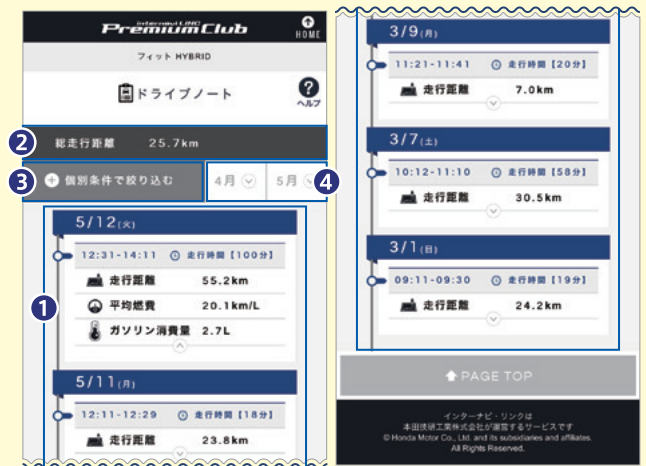 internavi LINC
PremiumClub
HOME
フィット HYBRID
ドライブノート
ヘルプ
2
総走行距離 25.7km
3
個別条件で絞り込む
4月
5月
4
1
5/12(火)
12:31-14:11 走行時間【100分】
走行距離 55.2km
平均燃費 20.1km/L
ガソリン消費量 2.7L
5/11(月)
12:11-12:29 走行時間【18分】
走行距離 23.8km
3/9(月)
11:21-11:41 走行時間【20分】
走行距離 7.0km
3/7(土)
10:12-11:10 走行時間【58分】
走行距離 30.5km
3/1(日)
09:11-09:30 走行時間【19分】
走行距離 24.2km
PAGE TOP
インターナビ・リンクは
本田技研工業株式会社が運営するサービスです
© Honda Motor Co., Ltd. and its subsidiaries and affiliates.
All Rights Reserved.